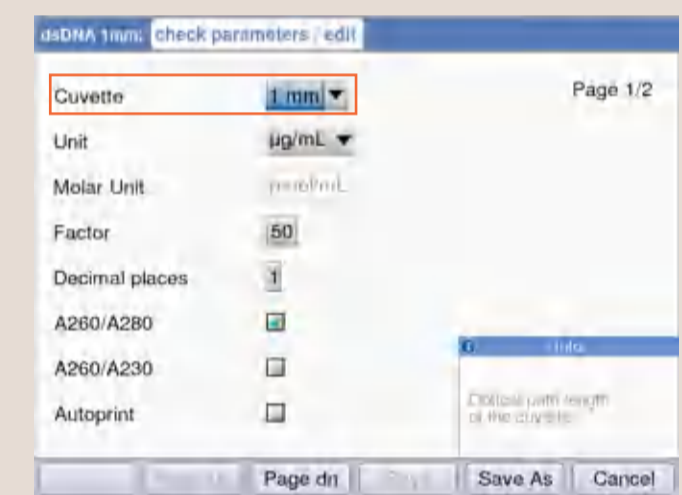 dsDNA 1mm: check parameters / edit
Cuvette 1 mm Page 1/2
Unit µg/mL
Molar Unit
Factor 50
Decimal places 1
A260/A280
A260/A230
Autoprint
Optical path length
of the cuvette
Page dn Save As Cancel